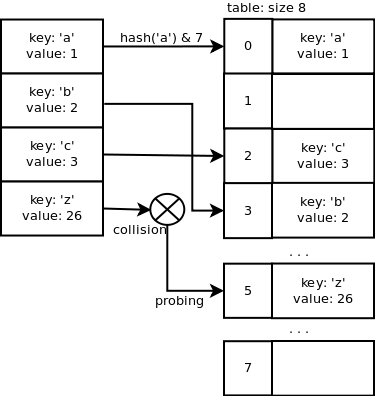 table: size 8
key: 'a'
value: 1
hash('a') & 7
0
key: 'a'
value: 1
key: 'b'
value: 2
1
key: 'c'
value: 3
2
key: 'c'
value: 3
key: 'z'
value: 26
3
key: 'b'
value: 2
collision
. . .
probing
5
key: 'z'
value: 26
. . .
7